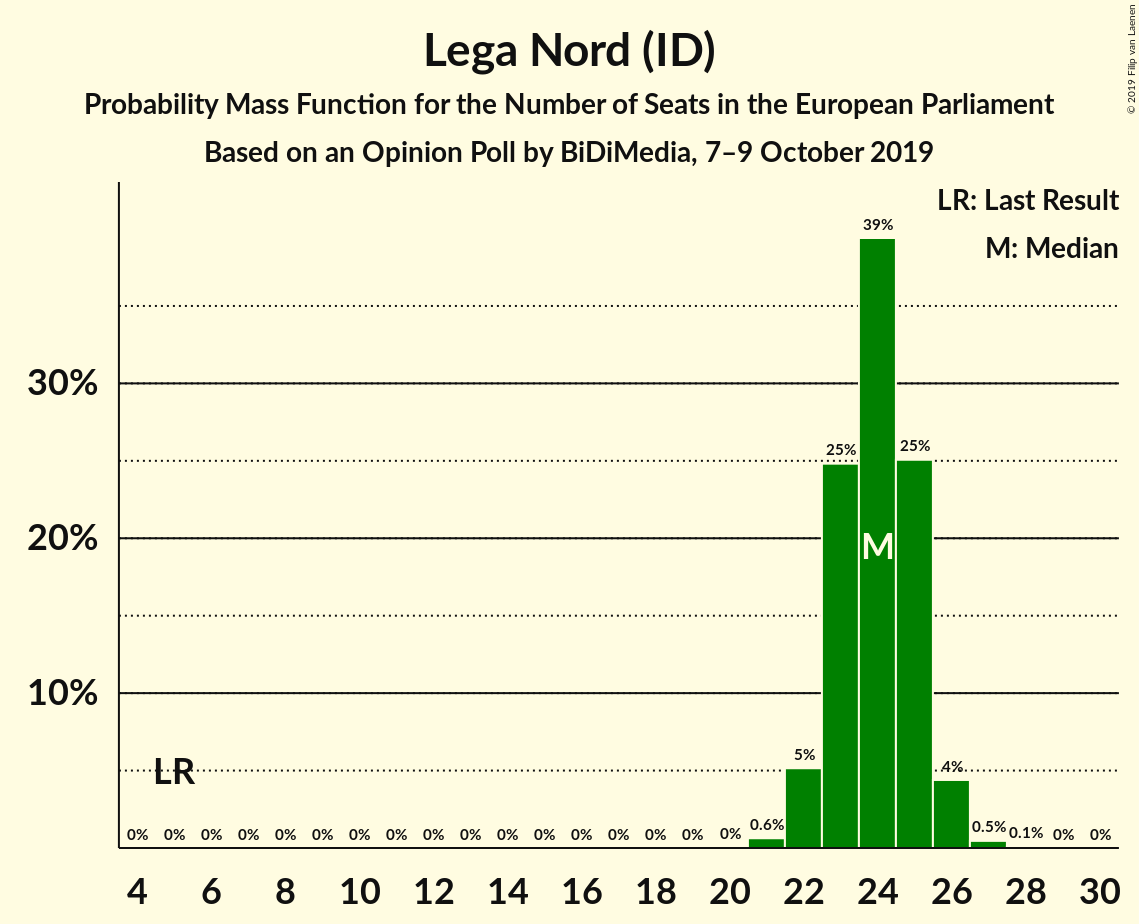 Lega Nord (ID)
Probability Mass Function for the Number of Seats in the European Parliament
Based on an Opinion Poll by BiDiMedia, 7–9 October 2019
© 2019 Filip van Laenen
LR: Last Result
M: Median
39%
30%
25% 25%
20%
M
10%
LR
5% 4%
0% 0% 0% 0% 0% 0% 0% 0% 0% 0% 0% 0% 0% 0% 0% 0% 0% 0.6% 0.5% 0.1% 0% 0%
4 6 8 10 12 14 16 18 20 22 24 26 28 30